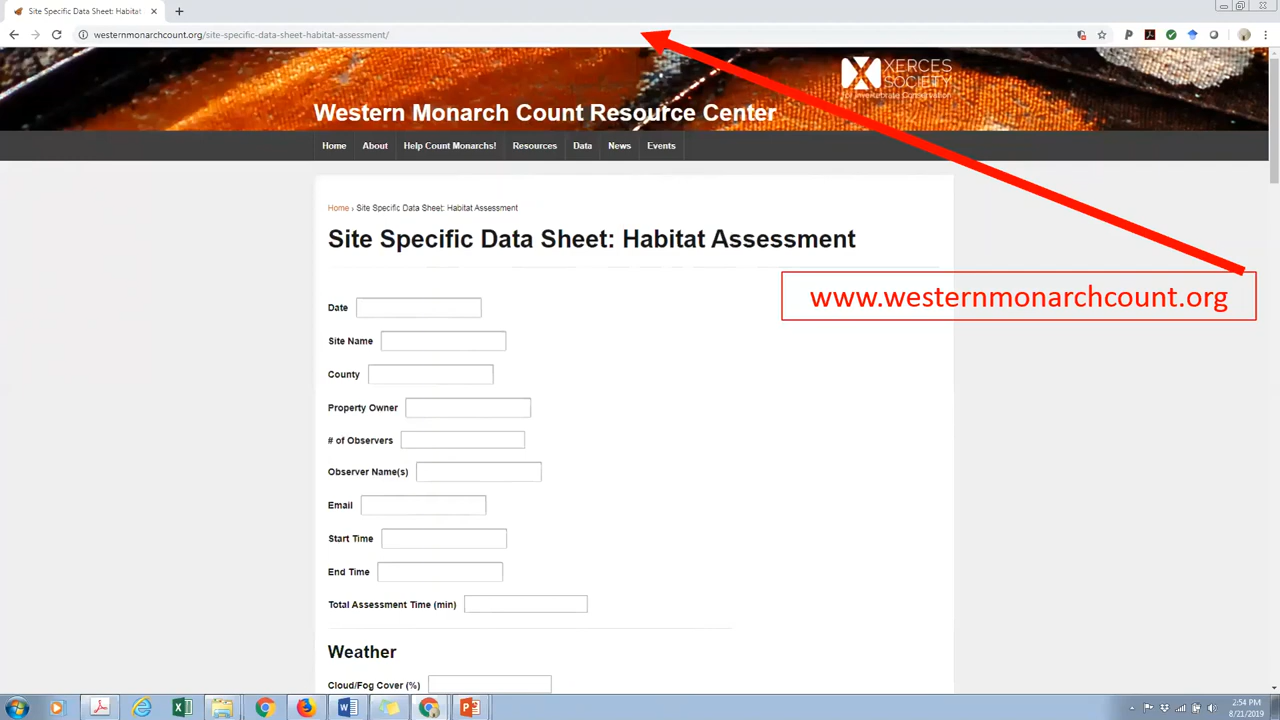 Site Specific Data Sheet: Habitat
westernmonarchcount.org/site-specific-data-sheet-habitat-assessment/
XERCES
SOCIETY
for Invertebrate Conservation
Western Monarch Count Resource Center
Home About Help Count Monarchs! Resources Data News Events
Home › Site Specific Data Sheet: Habitat Assessment
Site Specific Data Sheet: Habitat Assessment
www.westernmonarchcount.org
Date
Site Name
County
Property Owner
# of Observers
Observer Name(s)
Email
Start Time
End Time
Total Assessment Time (min)
Weather
Cloud/Fog Cover (%)
2:54 PM
8/21/2019